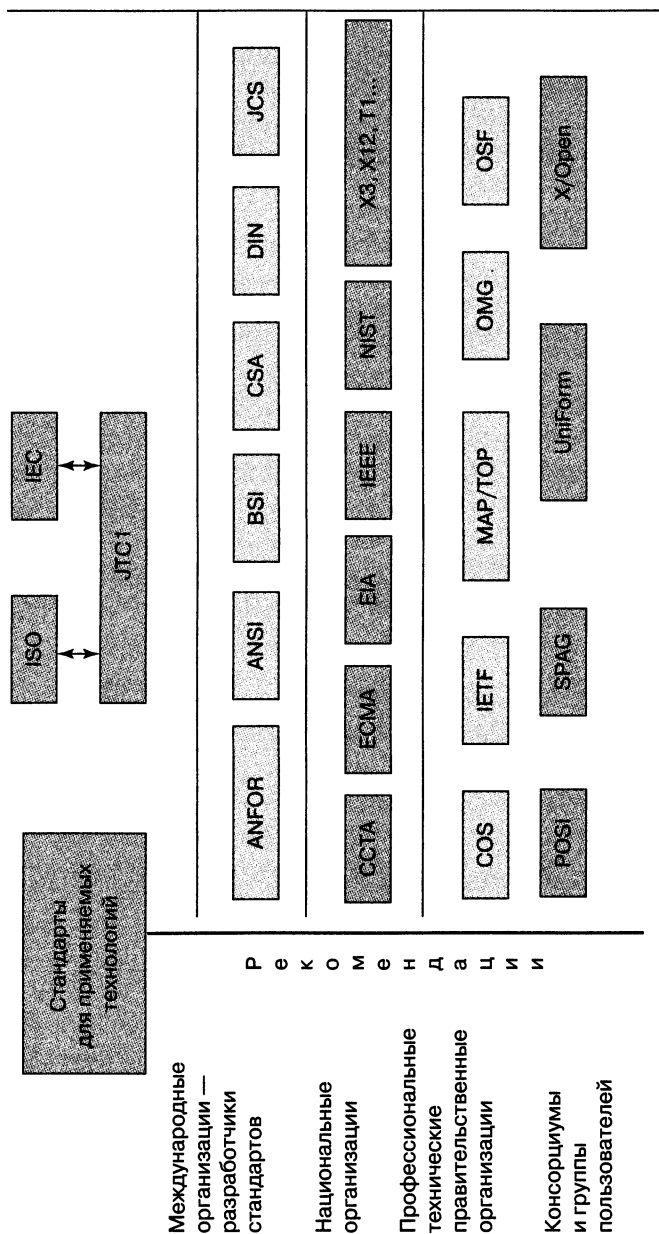 Стандарты
для применяемых
технологий
ISO
IEC
JTC1
Международные
организации —
разработчики
стандартов
ANFOR
ANSI
BSI
CSA
DIN
JCS
Национальные
организации
CCTA
ECMA
EIA
IEEE
NIST
X3, X12, T1...
Профессиональные
технические
правительственные
организации
COS
IETF
MAP/TOP
OMG
OSF
Консорциумы
и группы
пользователей
POSI
SPAG
UniForm
X/Open
Р е к о м е н д а ц и и